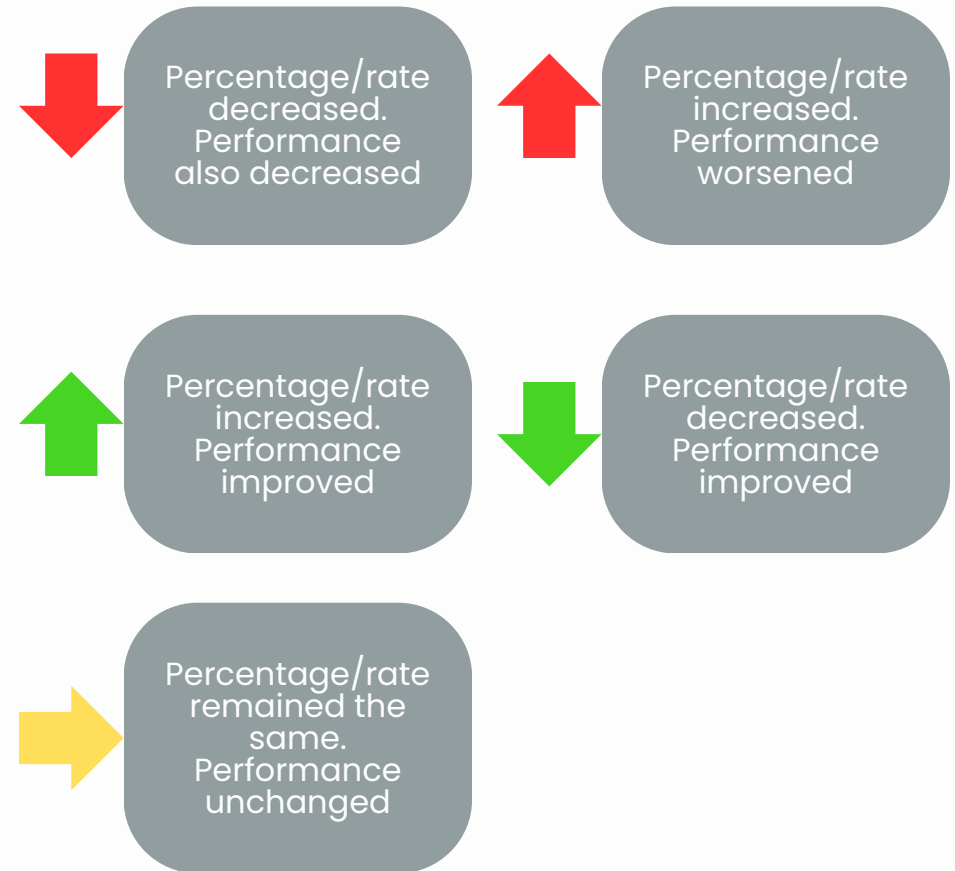 Percentage/rate
decreased.
Performance
also decreased
Percentage/rate
increased.
Performance
worsened
Percentage/rate
increased.
Performance
improved
Percentage/rate
decreased.
Performance
improved
Percentage/rate
remained the
same.
Performance
unchanged